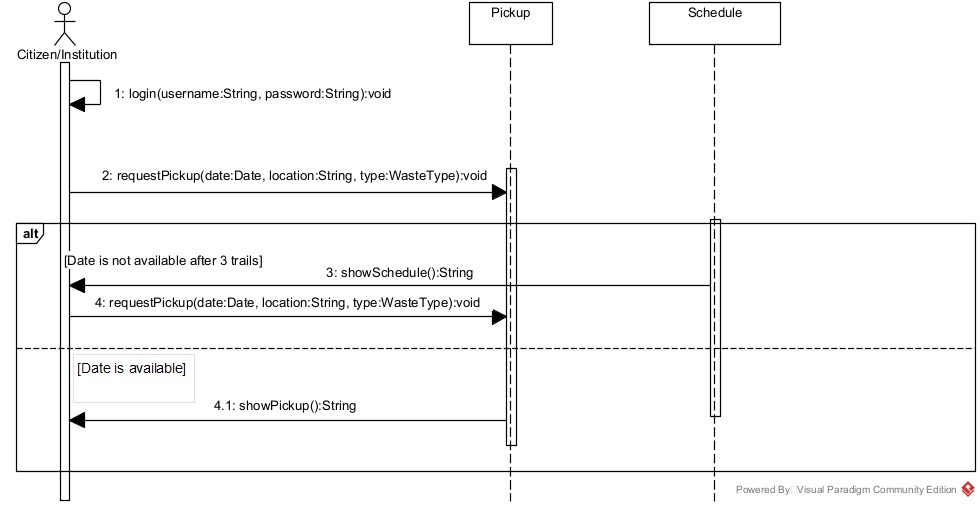 Pickup
Schedule
Citizen/Institution
1: login(username:String, password:String):void
2: requestPickup(date:Date, location:String, type:WasteType):void
alt
[Date is not available after 3 trails]
3: showSchedule():String
4: requestPickup(date:Date, location:String, type:WasteType):void
[Date is available]
4.1: showPickup():String
Powered By Visual Paradigm Community Edition